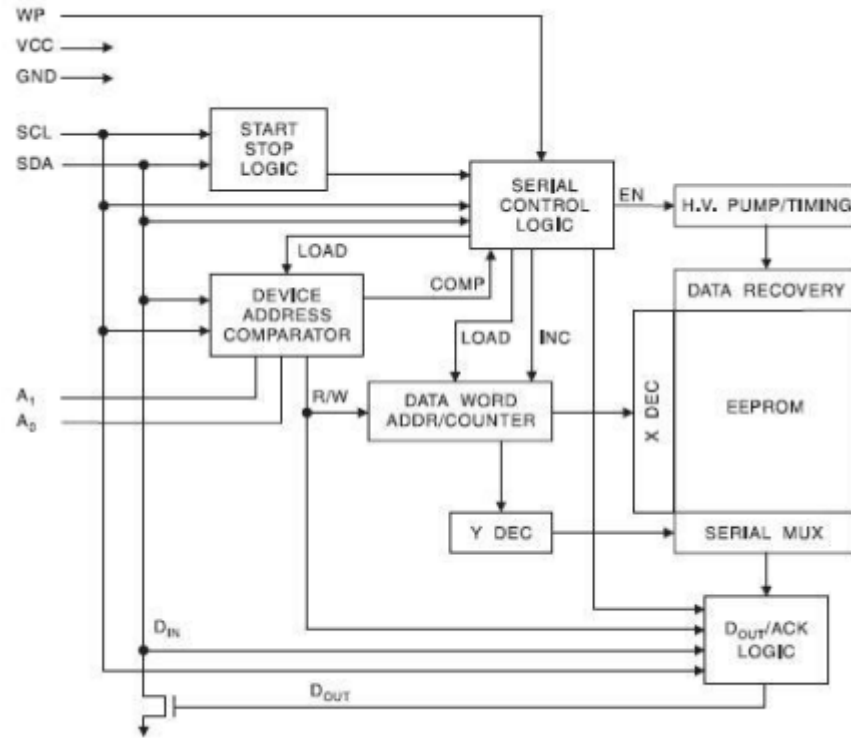 WP
VCC
GND
SCL
SDA
START
STOP
LOGIC
SERIAL
CONTROL
LOGIC
EN
H.V. PUMP/TIMING
LOAD
COMP
DEVICE
ADDRESS
COMPARATOR
DATA RECOVERY
LOAD
INC
A1
A0
R/W
DATA WORD
ADDR/COUNTER
X DEC
EEPROM
Y DEC
SERIAL MUX
DIN
DOUT/ACK
LOGIC
DOUT